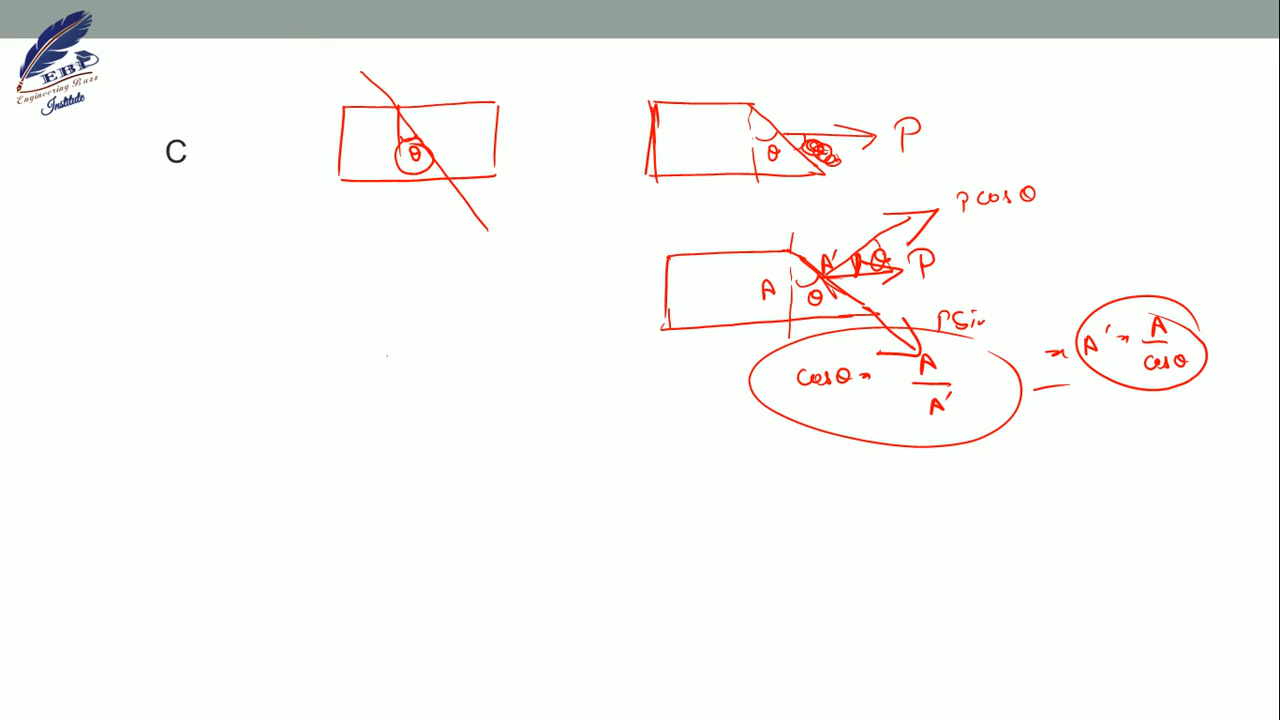 EBP
Engineering Buzz
Institute
C
θ
θ
P
P cos θ
A'
θ
P
A
θ
P Sin
cos θ = A / A'
⇒ A' = A / cos θ